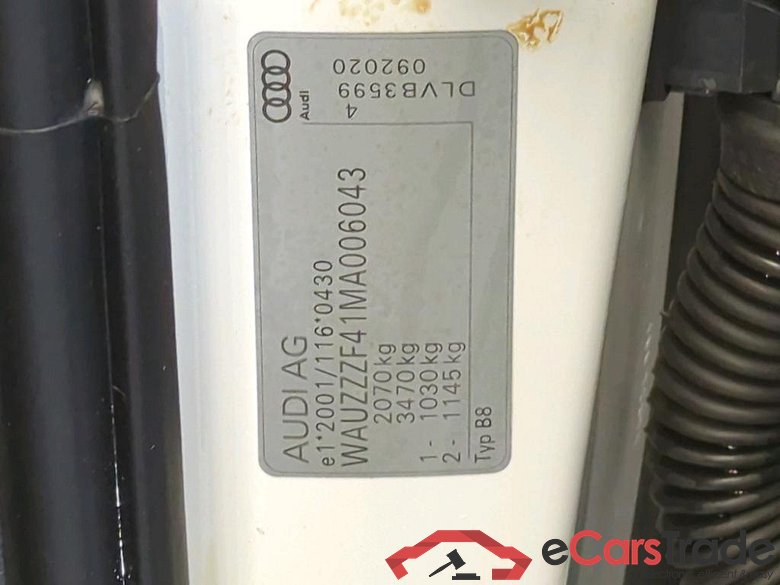 AUDI AG
e1*2001/116*0430
WAUZZZF41MA006043
2070 kg
3470 kg
1 - 1030 kg
2 - 1145 kg
Typ B8
Audi
4
DLVB3599
092020
eCarstrade